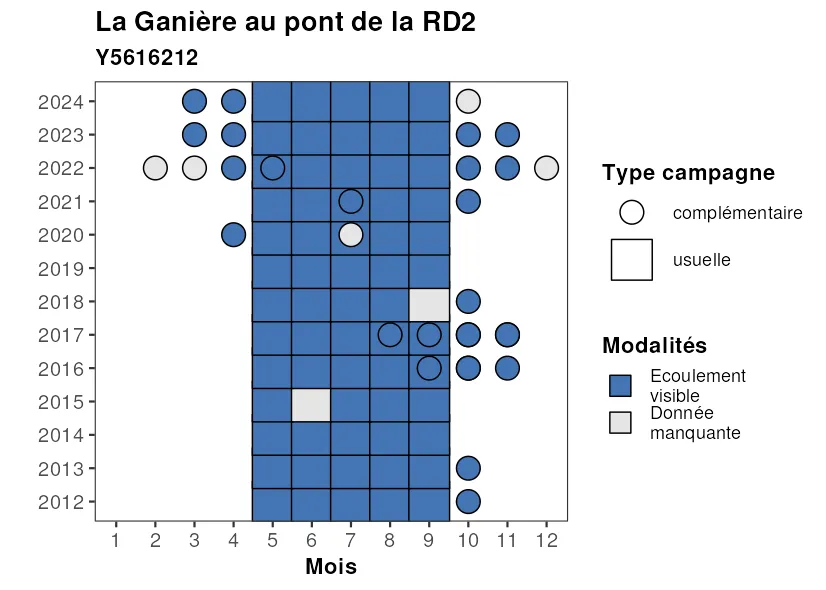 La Ganière au pont de la RD2
Y5616212
2024
2023
2022
2021
2020
2019
2018
2017
2016
2015
2014
2013
2012
1 2 3 4 5 6 7 8 9 10 11 12
Mois
Type campagne
complémentaire
usuelle
Modalités
Ecoulement
visible
Donnée
manquante